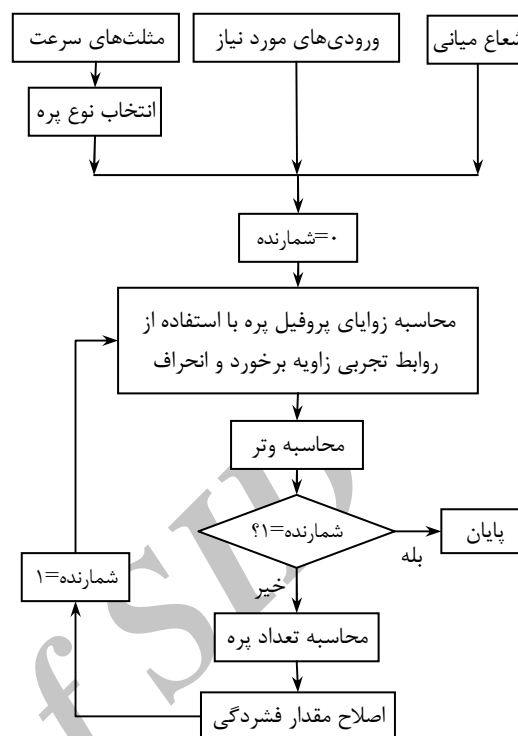 شعاع میانی
ورودی‌های مورد نیاز
مثلث‌های سرعت
انتخاب نوع پره
شمارنده=۰
محاسبه زوایای پروفیل پره با استفاده از
روابط تجربی زاویه برخورد و انحراف
محاسبه وتر
شمارنده=۱؟
پایان
بله
خیر
شمارنده=۱
محاسبه تعداد پره
اصلاح مقدار فشردگی
f SID